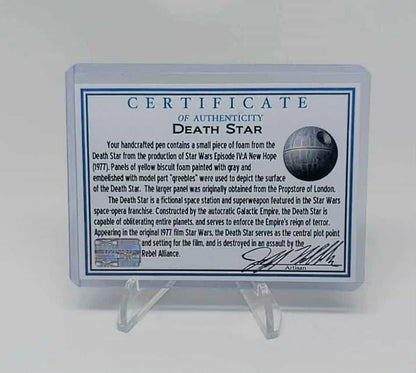 CERTIFICATE
OF AUTHENTICITY
DEATH STAR
Your handcrafted pen contains a small piece of foam from the
Death Star from the production of Star Wars Episode IV:A New Hope
(1977). Panels of yellow biscuit foam painted with gray and
embelished with model part "greebles" were used to depict the surface
of the Death Star. The larger panel was originally obtained from the Propstore of London.
The Death Star is a fictional space station and superweapon featured in the Star Wars
space-opera franchise. Constructed by the autocratic Galactic Empire, the Death Star is
capable of obliterating entire planets, and serves to enforce the Empire's reign of terror.
Appearing in the original 1977 film Star Wars, the Death Star serves as the central plot point
and setting for the film, and is destroyed in an assault by the
Rebel Alliance.
Artisan